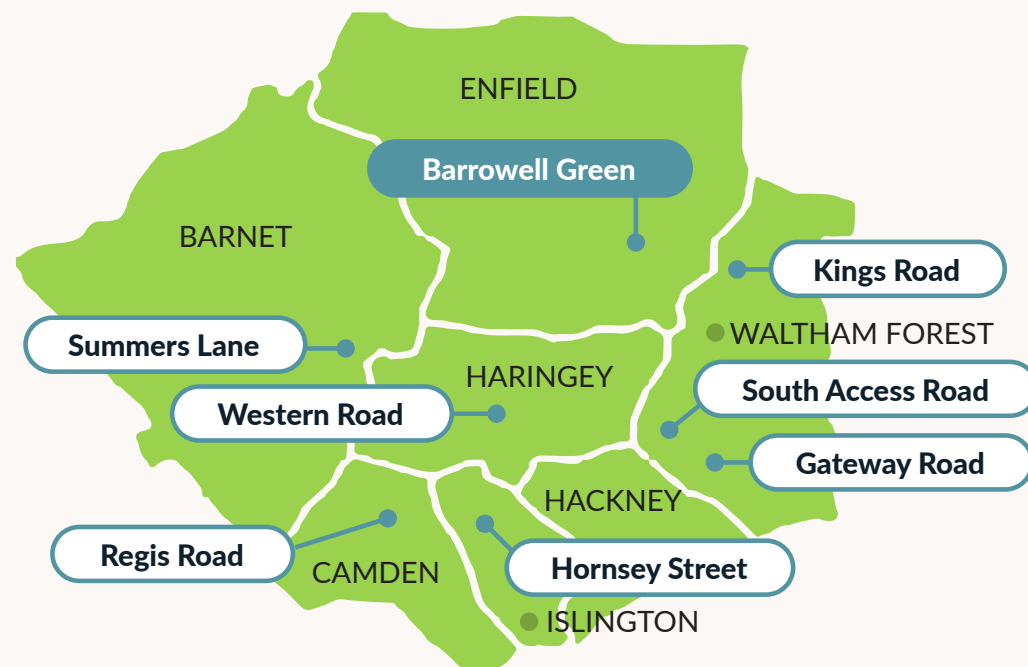 ENFIELD
Barrowell Green
BARNET
Kings Road
WALTHAM FOREST
Summers Lane
HARINGEY
South Access Road
Western Road
Gateway Road
HACKNEY
Regis Road
Hornsey Street
CAMDEN
ISLINGTON